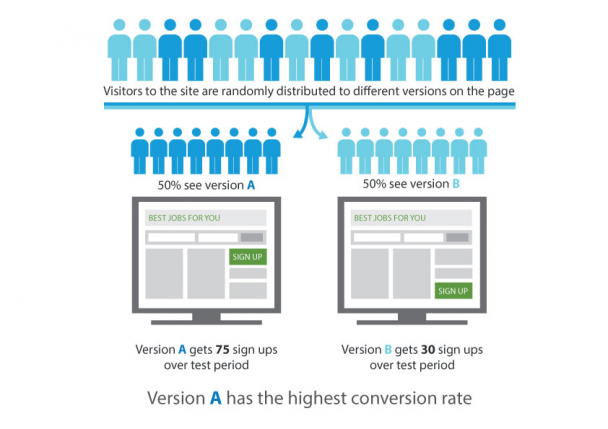 Visitors to the site are randomly distributed to different versions on the page
50% see version A
50% see version B
BEST JOBS FOR YOU
SIGN UP
BEST JOBS FOR YOU
SIGN UP
Version A gets 75 sign ups
over test period
Version B gets 30 sign ups
over test period
Version A has the highest conversion rate